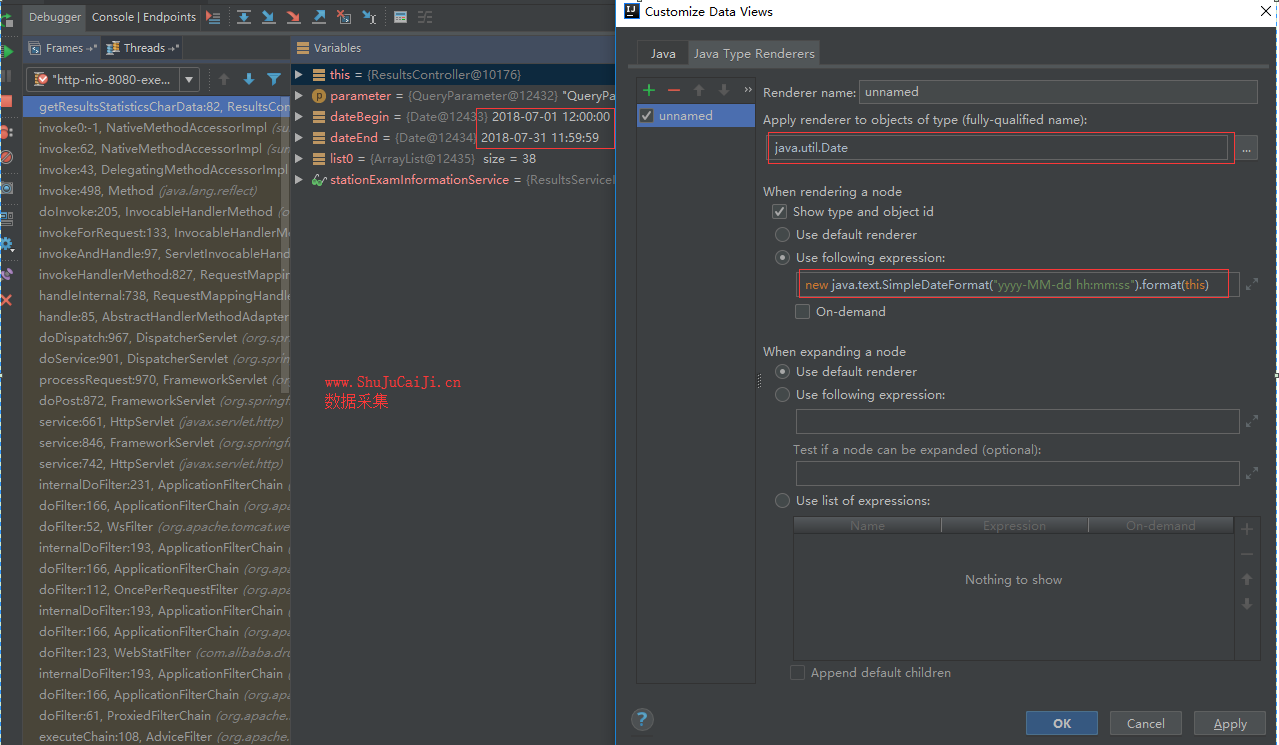 Debugger
Console | Endpoints
Frames
Threads
"http-nio-8080-exe...
getResultsStatisticsCharData:82, ResultsCon
invoke0:-1, NativeMethodAccessorImpl (sun
invoke:62, NativeMethodAccessorImpl (sun.
invoke:43, DelegatingMethodAccessorImpl
invoke:498, Method (java.lang.reflect)
doInvoke:205, InvocableHandlerMethod (o
invokeForRequest:133, InvocableHandlerM
invokeAndHandle:97, ServletInvocableHand
invokeHandlerMethod:827, RequestMapping
handleInternal:738, RequestMappingHandle
handle:85, AbstractHandlerMethodAdapter
doDispatch:967, DispatcherServlet (org.spri
doService:901, DispatcherServlet (org.sprin
processRequest:970, FrameworkServlet (or
doPost:872, FrameworkServlet (org.springf
service:661, HttpServlet (javax.servlet.http)
service:846, FrameworkServlet (org.springfi
service:742, HttpServlet (javax.servlet.http)
internalDoFilter:231, ApplicationFilterChain
doFilter:166, ApplicationFilterChain (org.apa
doFilter:52, WsFilter (org.apache.tomcat.we
internalDoFilter:193, ApplicationFilterChain
doFilter:166, ApplicationFilterChain (org.apa
doFilter:112, OncePerRequestFilter (org.spri
internalDoFilter:193, ApplicationFilterChain
doFilter:166, ApplicationFilterChain (org.apa
doFilter:123, WebStatFilter (com.alibaba.dru
internalDoFilter:193, ApplicationFilterChain
doFilter:166, ApplicationFilterChain (org.apa
doFilter:61, ProxiedFilterChain (org.apache.
executeChain:108, AdviceFilter (org.apache.
Variables
this = {ResultsController@10176}
parameter = {QueryParameter@12432} "QueryPa
dateBegin = {Date@12433} 2018-07-01 12:00:00
dateEnd = {Date@12434} 2018-07-31 11:59:59
list0 = {ArrayList@12435} size = 38
stationExamInformationService = {ResultsServiceI
www.ShuJuCaiJi.cn
数据采集
Customize Data Views
Java
Java Type Renderers
unnamed
Renderer name: unnamed
Apply renderer to objects of type (fully-qualified name):
java.util.Date
...
When rendering a node
Show type and object id
Use default renderer
Use following expression:
new java.text.SimpleDateFormat("yyyy-MM-dd hh:mm:ss").format(this)
On-demand
When expanding a node
Use default renderer
Use following expression:
Test if a node can be expanded (optional):
Use list of expressions:
Name Expression On-demand
Nothing to show
Append default children
?
OK
Cancel
Apply